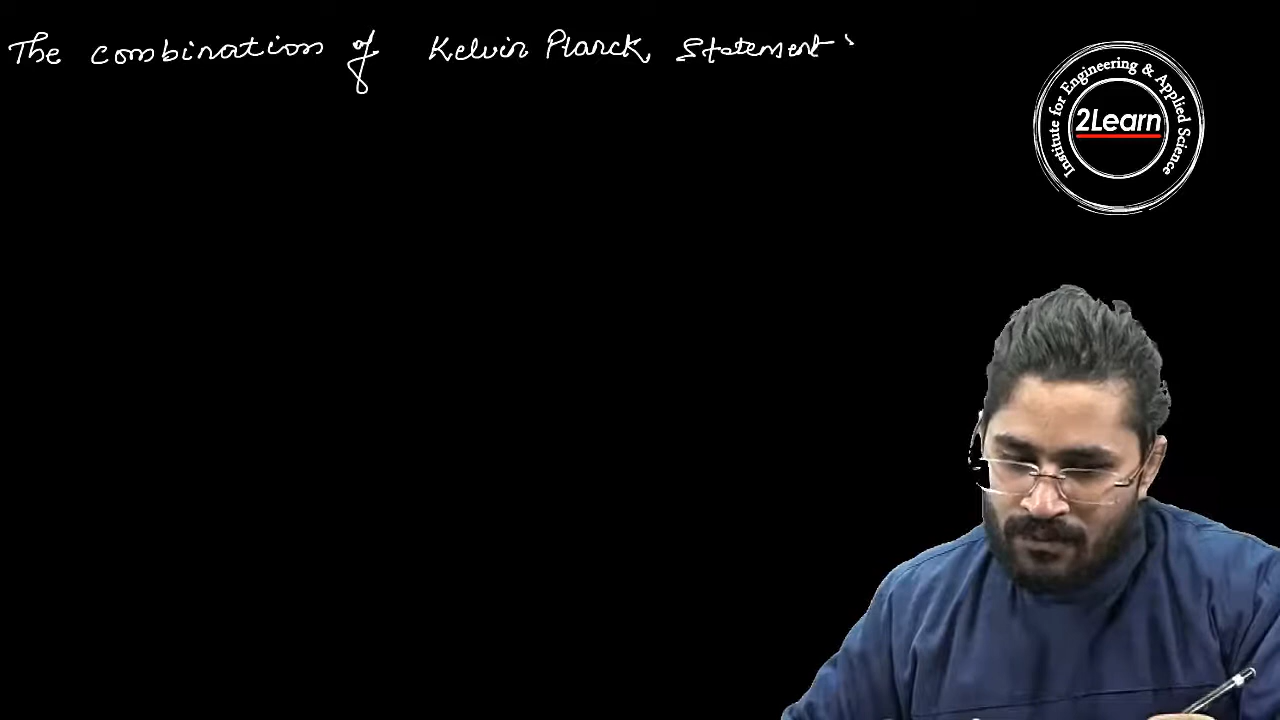 The combination of Kelvin Planck Statement
Institute for Engineering & Applied Science
2Learn